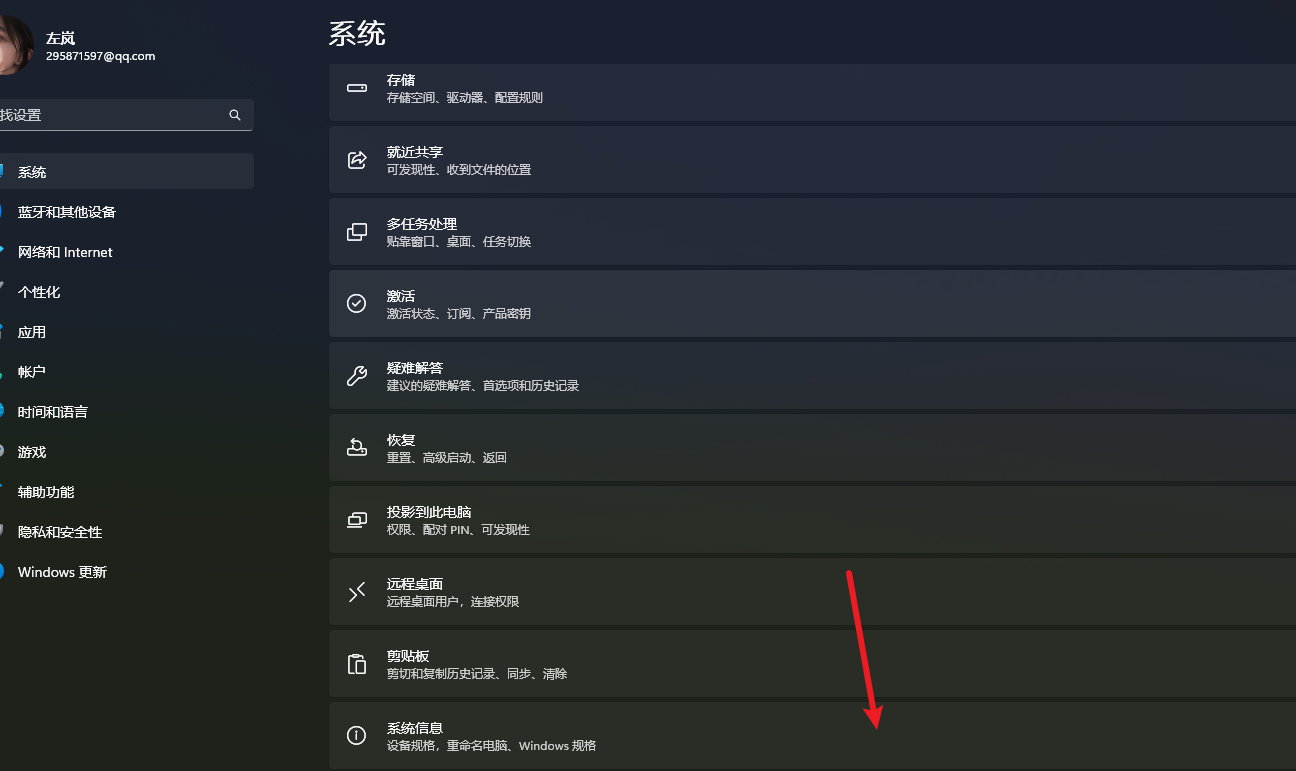 左岚
295871597@qq.com
找设置
系统
蓝牙和其他设备
网络和 Internet
个性化
应用
帐户
时间和语言
游戏
辅助功能
隐私和安全性
Windows 更新
系统
存储
存储空间、驱动器、配置规则
就近共享
可发现性、收到文件的位置
多任务处理
贴靠窗口、桌面、任务切换
激活
激活状态、订阅、产品密钥
疑难解答
建议的疑难解答、首选项和历史记录
恢复
重置、高级启动、返回
投影到此电脑
权限、配对 PIN、可发现性
远程桌面
远程桌面用户，连接权限
剪贴板
剪切和复制历史记录、同步、清除
系统信息
设备规格，重命名电脑、Windows 规格